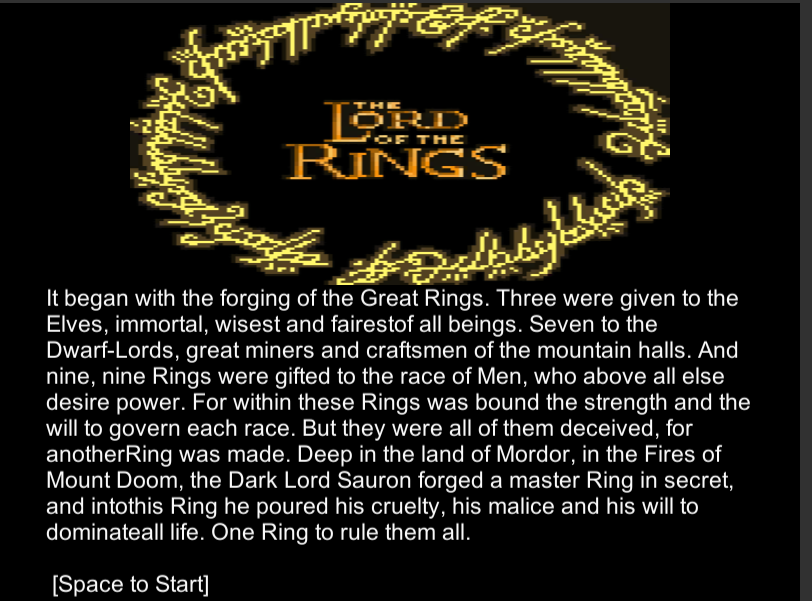 THE
LORD
OF THE
RINGS
It began with the forging of the Great Rings. Three were given to the
Elves, immortal, wisest and fairestof all beings. Seven to the
Dwarf-Lords, great miners and craftsmen of the mountain halls. And
nine, nine Rings were gifted to the race of Men, who above all else
desire power. For within these Rings was bound the strength and the
will to govern each race. But they were all of them deceived, for
anotherRing was made. Deep in the land of Mordor, in the Fires of
Mount Doom, the Dark Lord Sauron forged a master Ring in secret,
and intothis Ring he poured his cruelty, his malice and his will to
dominateall life. One Ring to rule them all.
[Space to Start]